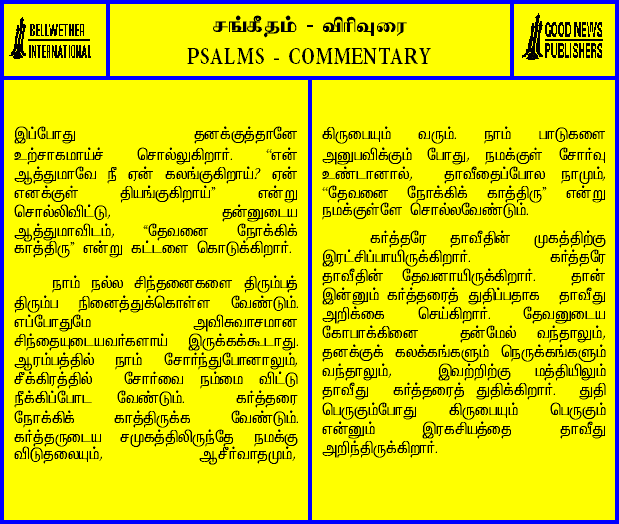 BELLWETHER
INTERNATIONAL
சங்கீதம் - விரிவுரை
PSALMS - COMMENTARY
GOOD NEWS
PUBLISHERS
இப்போது தனக்குத்தானே
உற்சாகமாய்ச் சொல்லுகிறார். “என்
ஆத்துமாவே நீ ஏன் கலங்குகிறாய்? ஏன்
எனக்குள் தியங்குகிறாய்” என்று
சொல்லிவிட்டு, தன்னுடைய
ஆத்துமாவிடம், “தேவனை நோக்கிக்
காத்திரு” என்று கட்டளை கொடுக்கிறார்.
நாம் நல்ல சிந்தனைகளை திரும்பத்
திரும்ப நினைத்துக்கொள்ள வேண்டும்.
எப்போதுமே அவிசுவாசமான
சிந்தையுடையவர்களாய் இருக்கக்கூடாது.
ஆரம்பத்தில் நாம் சோர்ந்துபோனாலும்,
சீக்கிரத்தில் சோர்வை நம்மை விட்டு
நீக்கிப்போட வேண்டும். கர்த்தரை
நோக்கிக் காத்திருக்க வேண்டும்.
கர்த்தருடைய சமுகத்திலிருந்தே நமக்கு
விடுதலையும், ஆசீர்வாதமும்,
கிருபையும் வரும். நாம் பாடுகளை
அனுபவிக்கும் போது, நமக்குள் சோர்வு
உண்டானால், தாவீதைப்போல நாமும்,
“தேவனை நோக்கிக் காத்திரு” என்று
நமக்குள்ளே சொல்லவேண்டும்.
கர்த்தரே தாவீதின் முகத்திற்கு
இரட்சிப்பாயிருக்கிறார். கர்த்தரே
தாவீதின் தேவனாயிருக்கிறார். தான்
இன்னும் கர்த்தரைத் துதிப்பதாக தாவீது
அறிக்கை செய்கிறார். தேவனுடைய
கோபாக்கினை தன்மேல் வந்தாலும்,
தனக்குக் கலக்கங்களும் நெருக்கங்களும்
வந்தாலும், இவற்றிற்கு மத்தியிலும்
தாவீது கர்த்தரைத் துதிக்கிறார். துதி
பெருகும்போது கிருபையும் பெருகும்
என்னும் இரகசியத்தை தாவீது
அறிந்திருக்கிறார்.